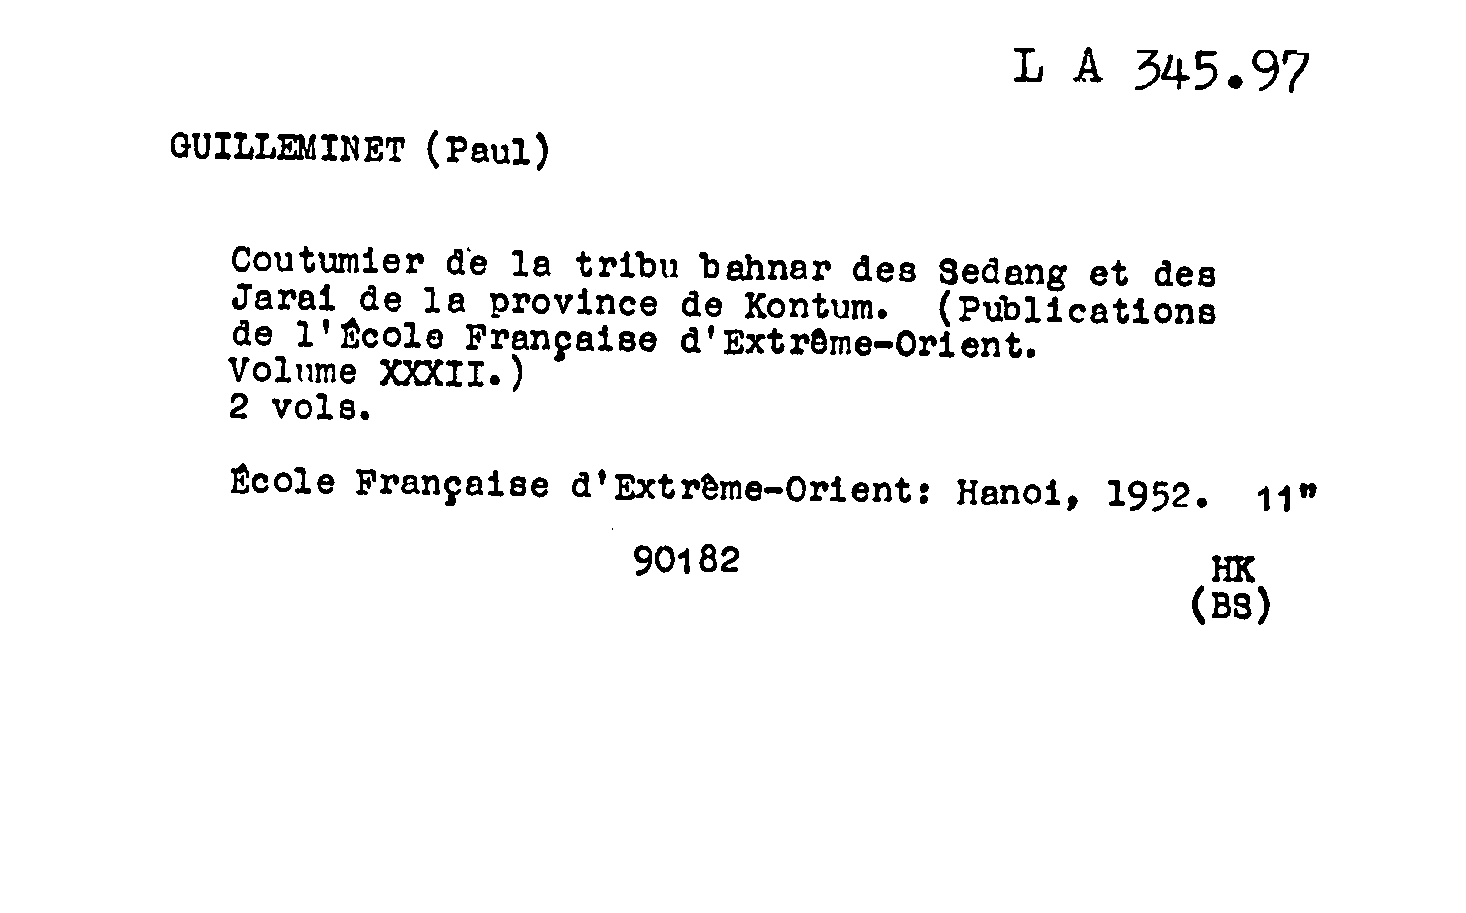 L A 345.97
GUILLEMINET (Paul)
Coutumier de la tribu bahnar des Sedang et des
Jarai de la province de Kontum. (Publications
de l'École Française d'Extrême-Orient.
Volume XXXII.)
2 vols.
École Française d'Extrême-Orient: Hanoi, 1952. 11"
90182
HK
(BS)